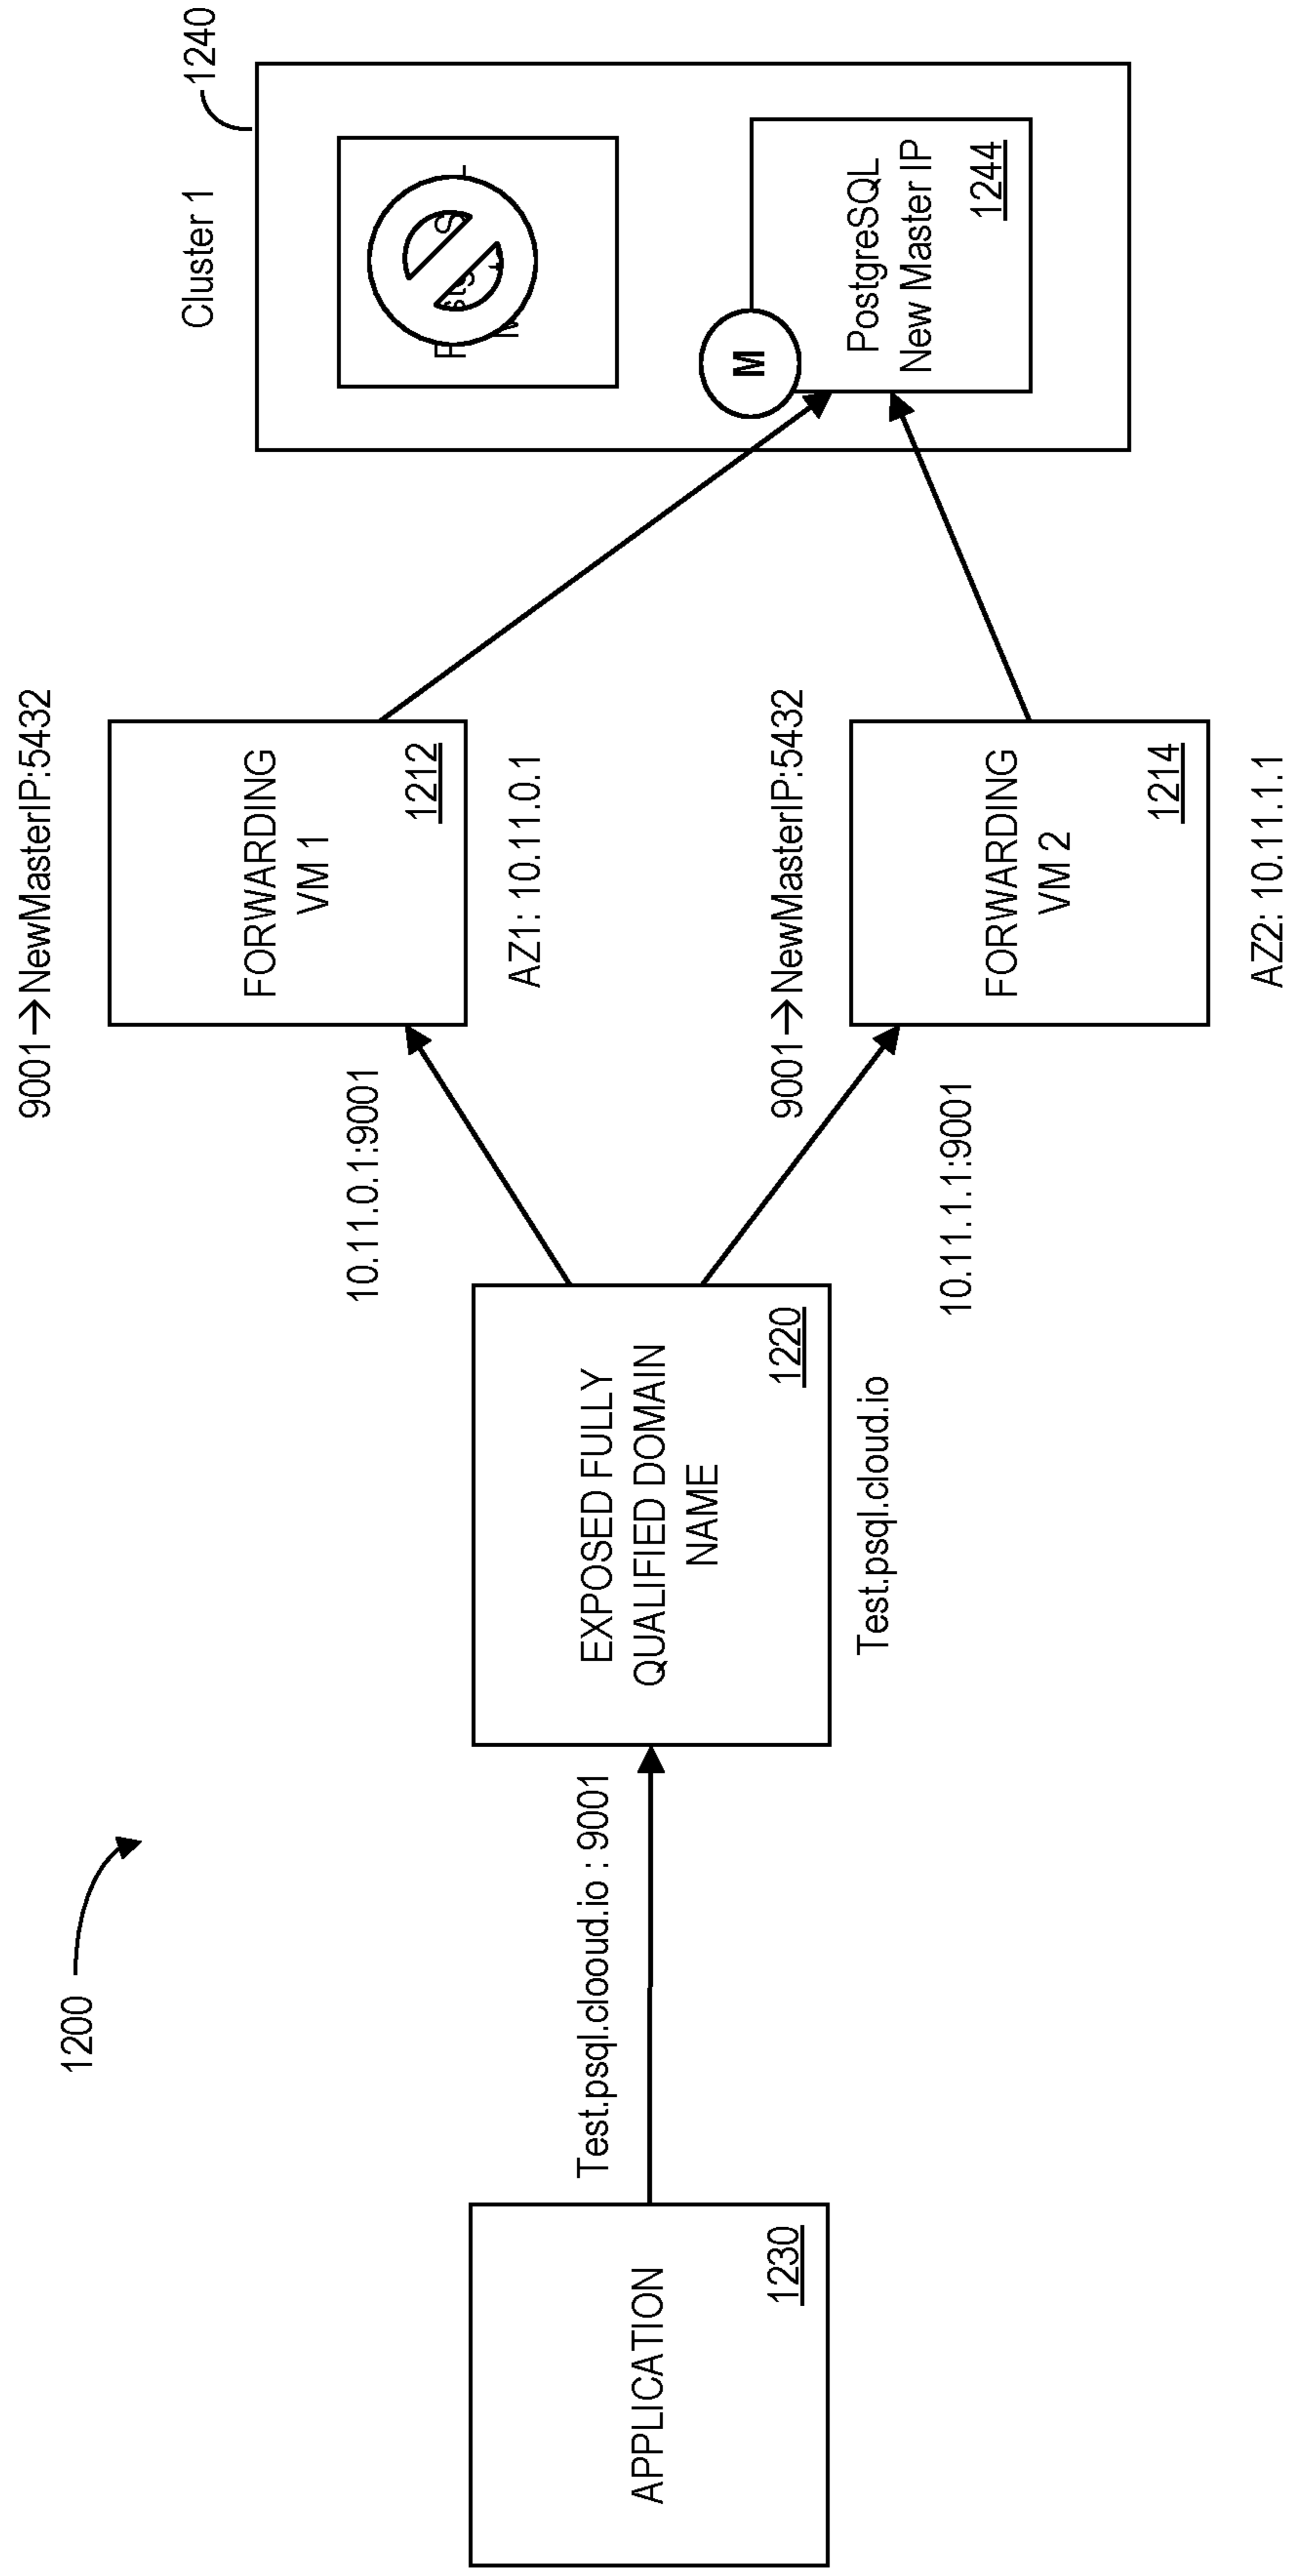 1200
APPLICATION
1230
Test.psql.clooud.io : 9001
EXPOSED FULLY
QUALIFIED DOMAIN
NAME
1220
Test.psql.cloud.io
10.11.0.1:9001
10.11.1.1:9001
9001→NewMasterIP:5432
FORWARDING
VM 1
1212
AZ1: 10.11.0.1
9001→NewMasterIP:5432
FORWARDING
VM 2
1214
AZ2: 10.11.1.1
Cluster 1
1240
M
PostgreSQL
New Master IP
1244